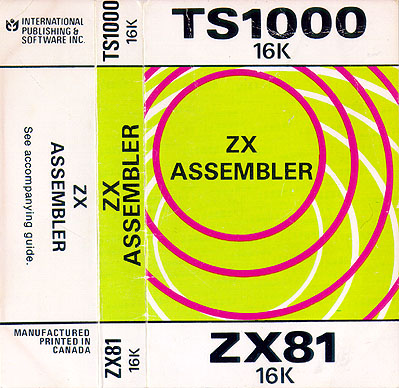 INTERNATIONAL
PUBLISHING &
SOFTWARE INC.
ZX
ASSEMBLER
See accompanying guide.
MANUFACTURED
PRINTED IN
CANADA
TS1000
16K
ZX
ASSEMBLER
ZX81
16K
TS1000
16K
ZX
ASSEMBLER
ZX81
16K